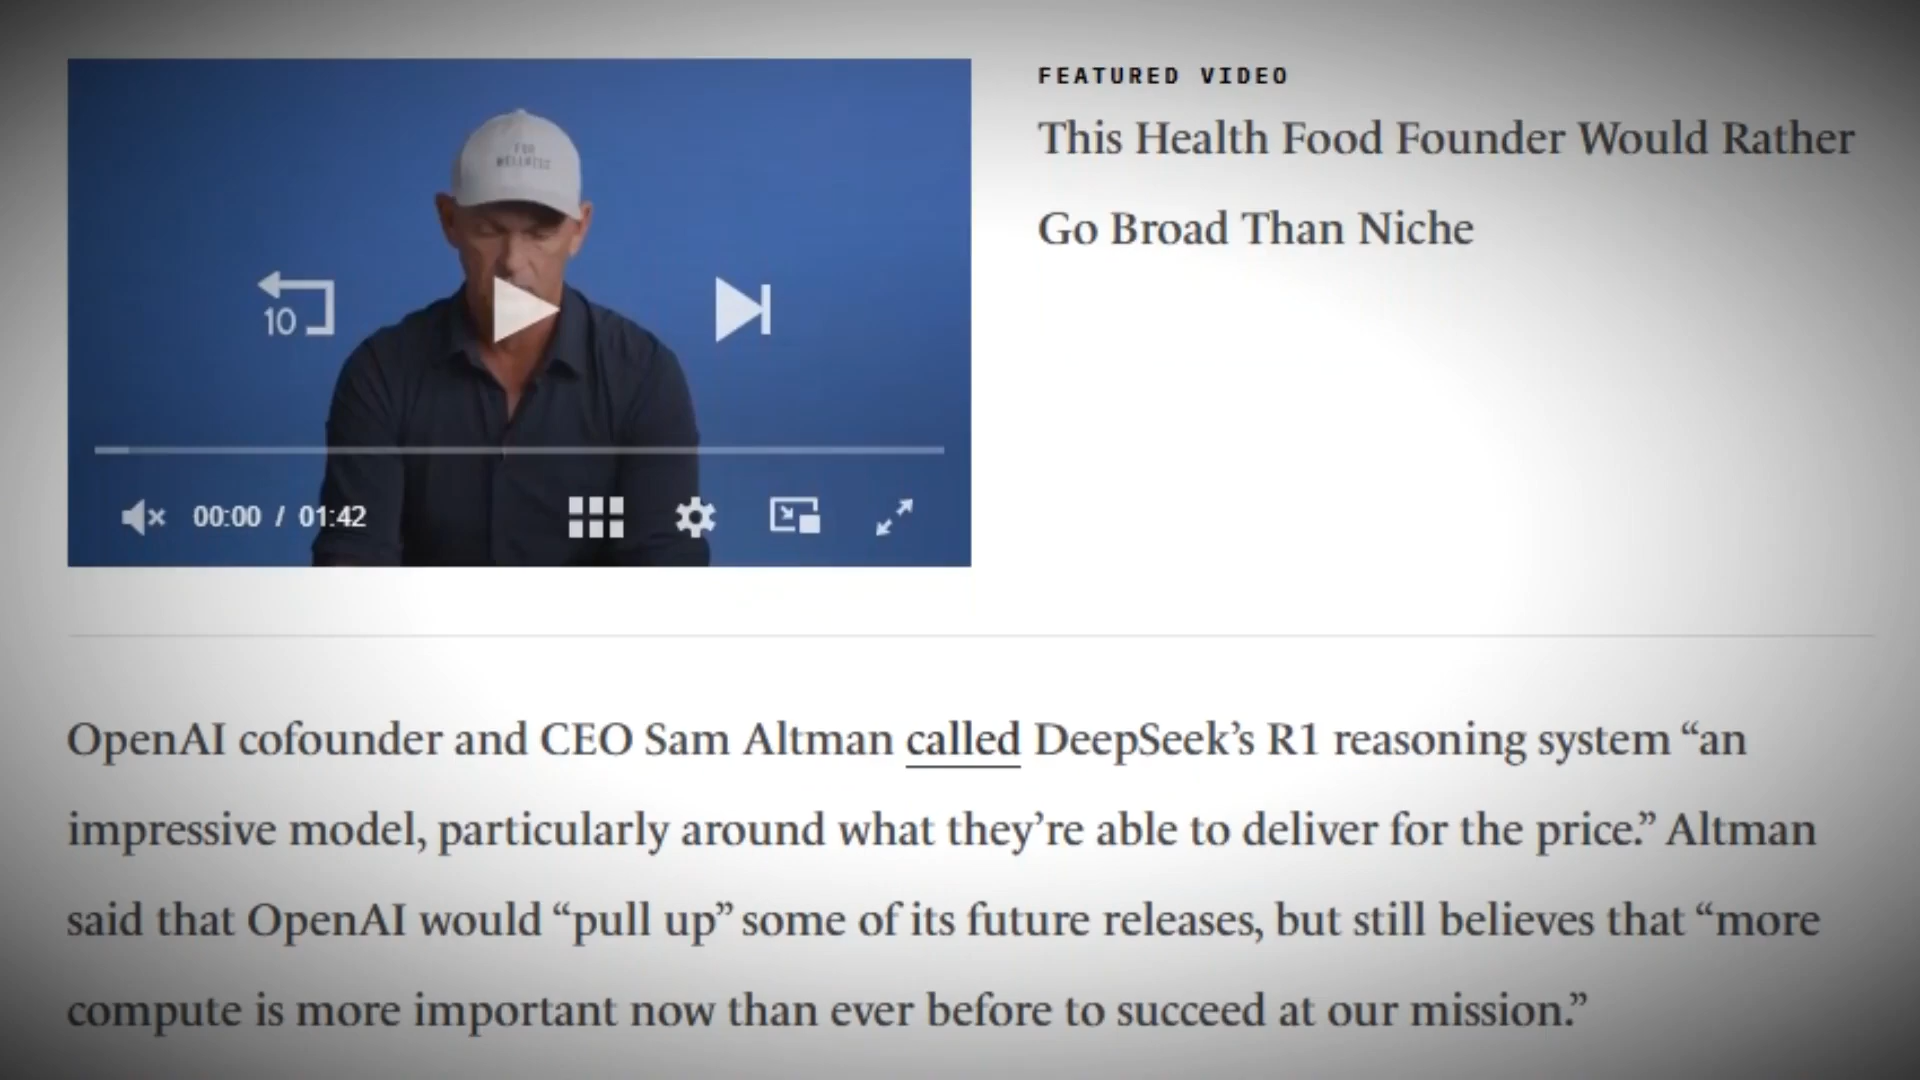 FOR
WELLNESS
10
00:00 / 01:42
FEATURED VIDEO
This Health Food Founder Would Rather
Go Broad Than Niche
OpenAI cofounder and CEO Sam Altman called DeepSeek’s R1 reasoning system “an
impressive model, particularly around what they’re able to deliver for the price.” Altman
said that OpenAI would “pull up” some of its future releases, but still believes that “more
compute is more important now than ever before to succeed at our mission.”